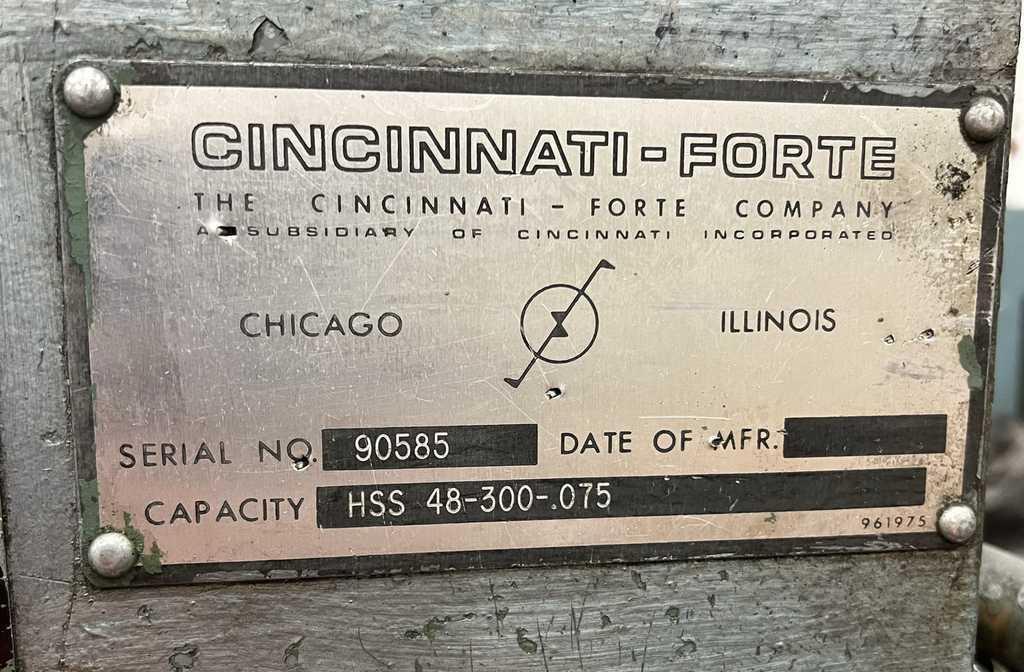 CINCINNATI-FORTE
THE CINCINNATI - FORTE COMPANY
A SUBSIDIARY OF CINCINNATI INCORPORATED
CHICAGO ILLINOIS
SERIAL NO. 90585 DATE OF MFR.
CAPACITY HSS 48-300-.075
961975